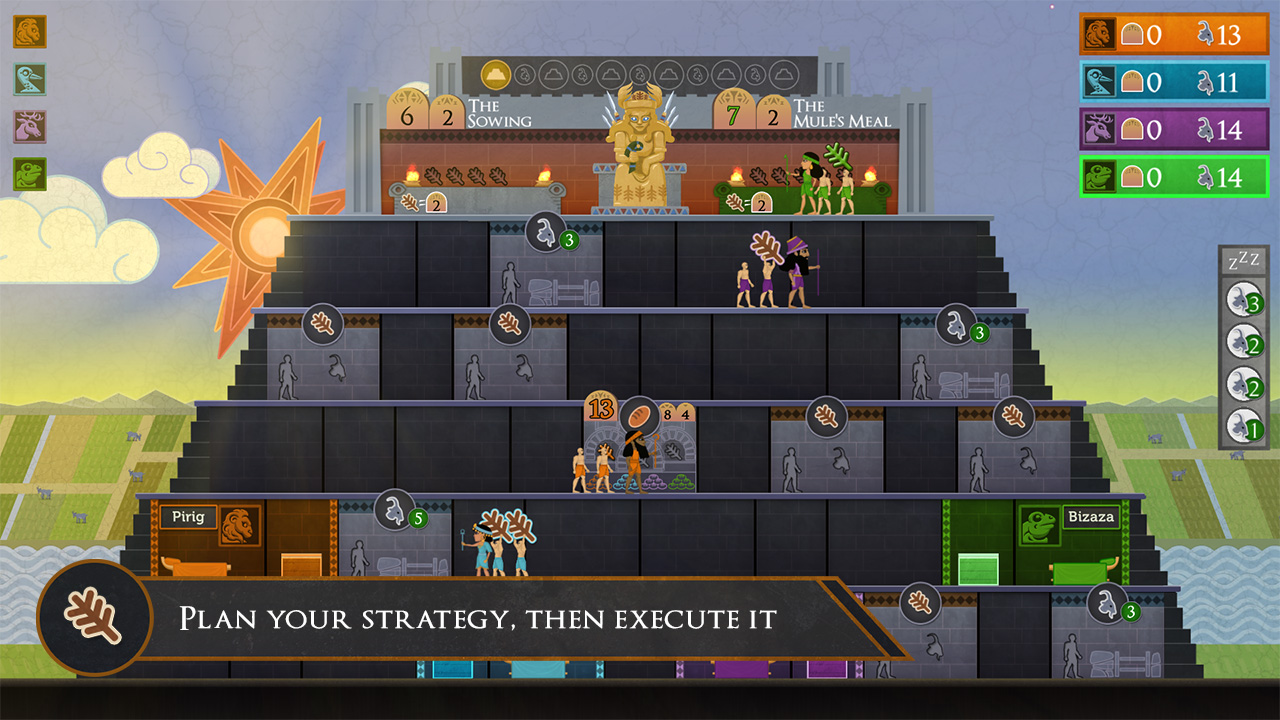 0 13
0 11
0 14
0 14
6 2 THE SOWING
7 2 THE MULE'S MEAL
= 2
= 2
3
zZZ
3
2
2
1
3
13
8 4
Pirig
5
Bizaza
3
PLAN YOUR STRATEGY, THEN EXECUTE IT